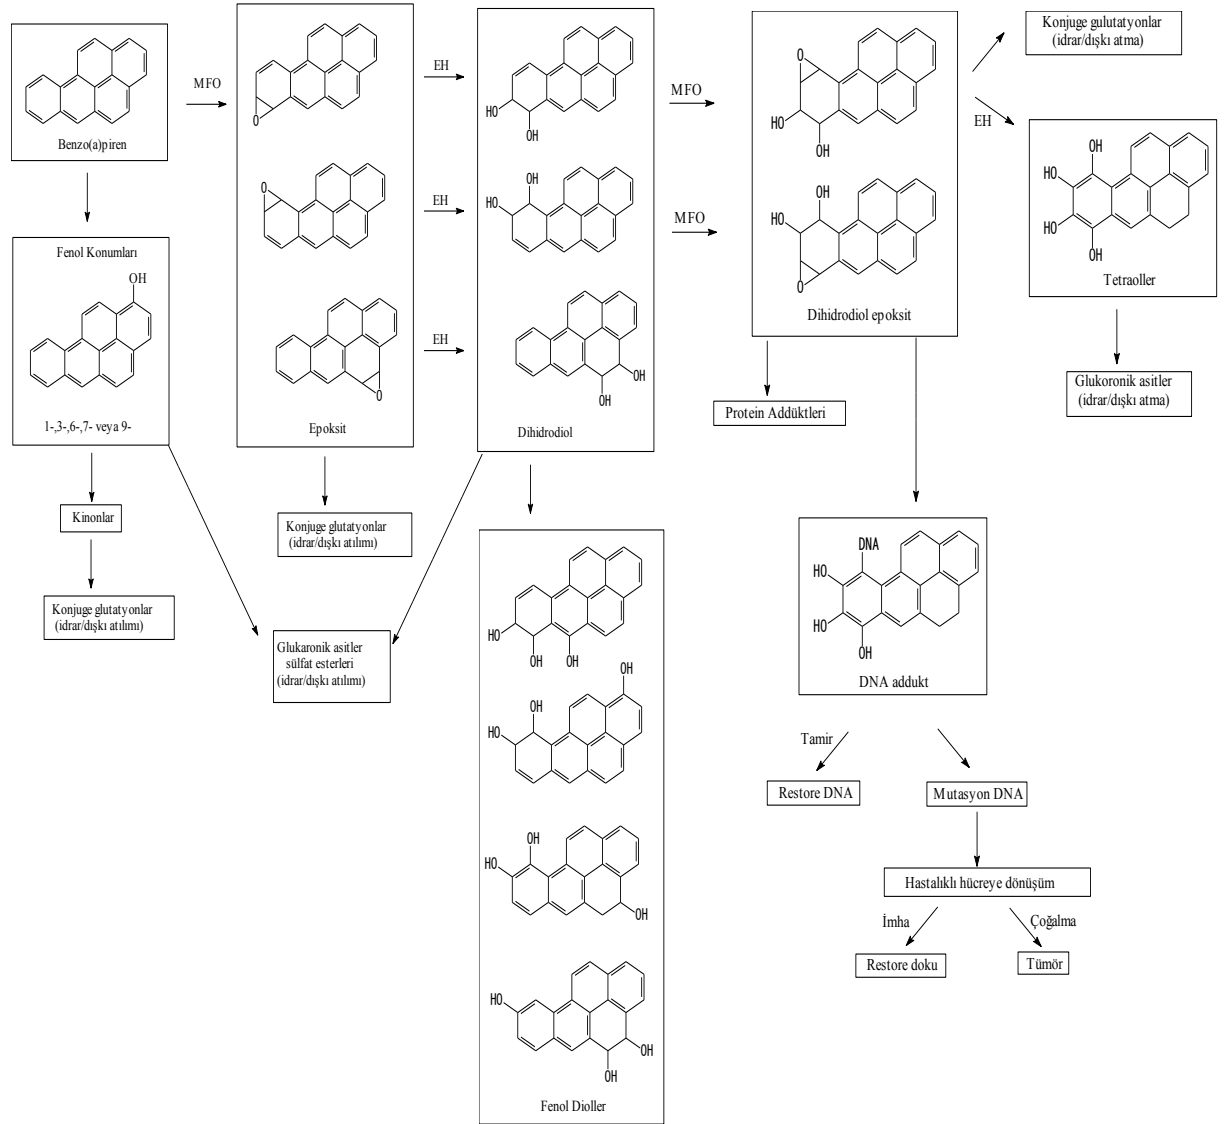 Benzo(a)piren
MFO
Fenol Konumları
OH
1-,3-,6-,7- veya 9-
Kinonlar
Konjuge glutatyonlar
(idrar/dışkı atılımı)
O
O
O
Epoksit
Konjuge glutatyonlar
(idrar/dışkı atılımı)
EH
EH
EH
HO
OH
OH
HO
OH
OH
Dihidrodiol
Glukaronik asitler
sülfat esterleri
(idrar/dışkı atılımı)
HO
OH
OH
OH
OH
HO
OH
HO
OH
HO
OH
OH
Fenol Dioller
MFO
MFO
O
HO
OH
OH
HO
O
Dihidrodiol epoksit
Protein Addüktleri
Konjuge gulutatyonlar
(idrar/dışkı atma)
EH
OH
HO
HO
OH
Tetraoller
Glukoronik asitler
(idrar/dışkı atma)
DNA
HO
HO
OH
DNA addukt
Tamir
Restore DNA
Mutasyon DNA
Hastalıklı hücreye dönüşüm
İmha
Çoğalma
Restore doku
Tümör